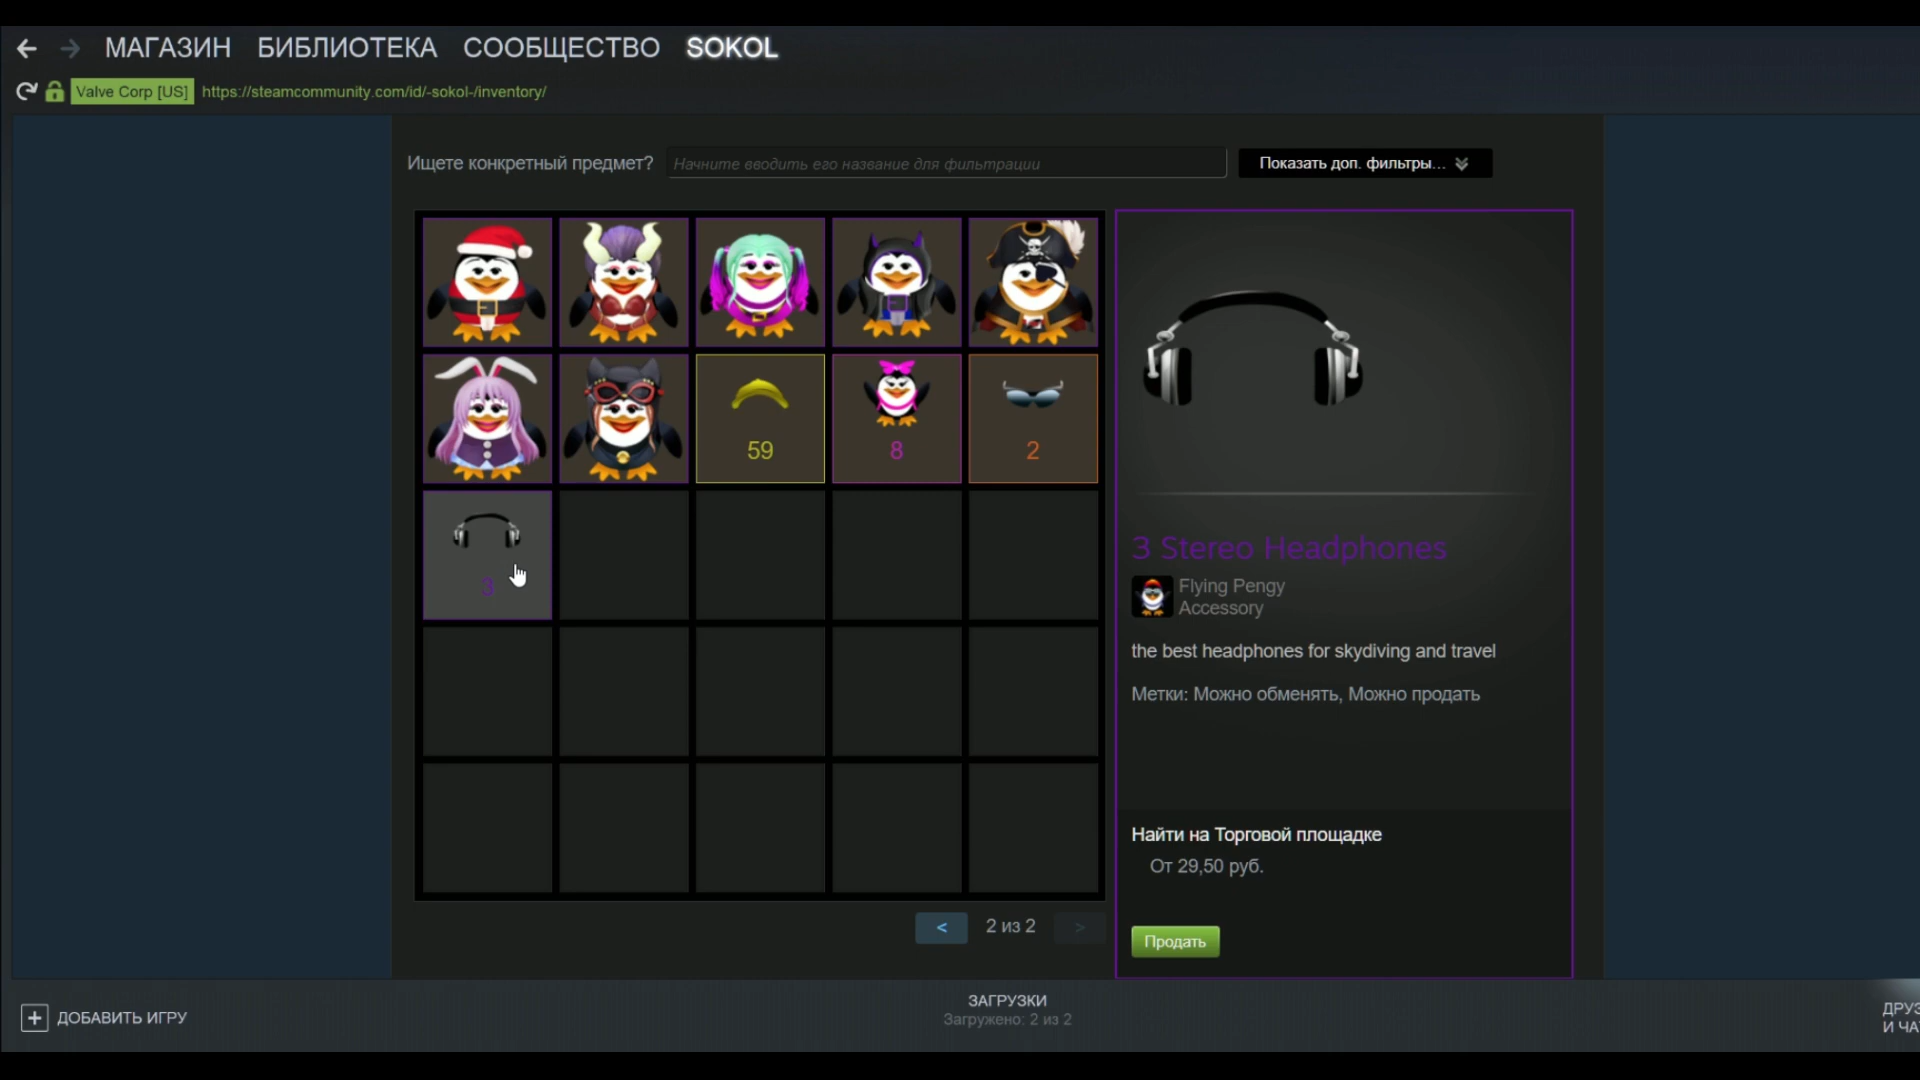 МАГАЗИН БИБЛИОТЕКА СООБЩЕСТВО SOKOL
Valve Corp [US] https://steamcommunity.com/id/-sokol-/inventory/
Ищете конкретный предмет? Начните вводить его название для фильтрации Показать доп. фильтры...
59
8
2
3
3 Stereo Headphones
Flying Pengy
Accessory
the best headphones for skydiving and travel
Метки: Можно обменять, Можно продать
Найти на Торговой площадке
От 29,50 руб.
< 2 из 2 >
Продать
+ ДОБАВИТЬ ИГРУ
ЗАГРУЗКИ
Загружено: 2 из 2
ДРУЗ
И ЧА